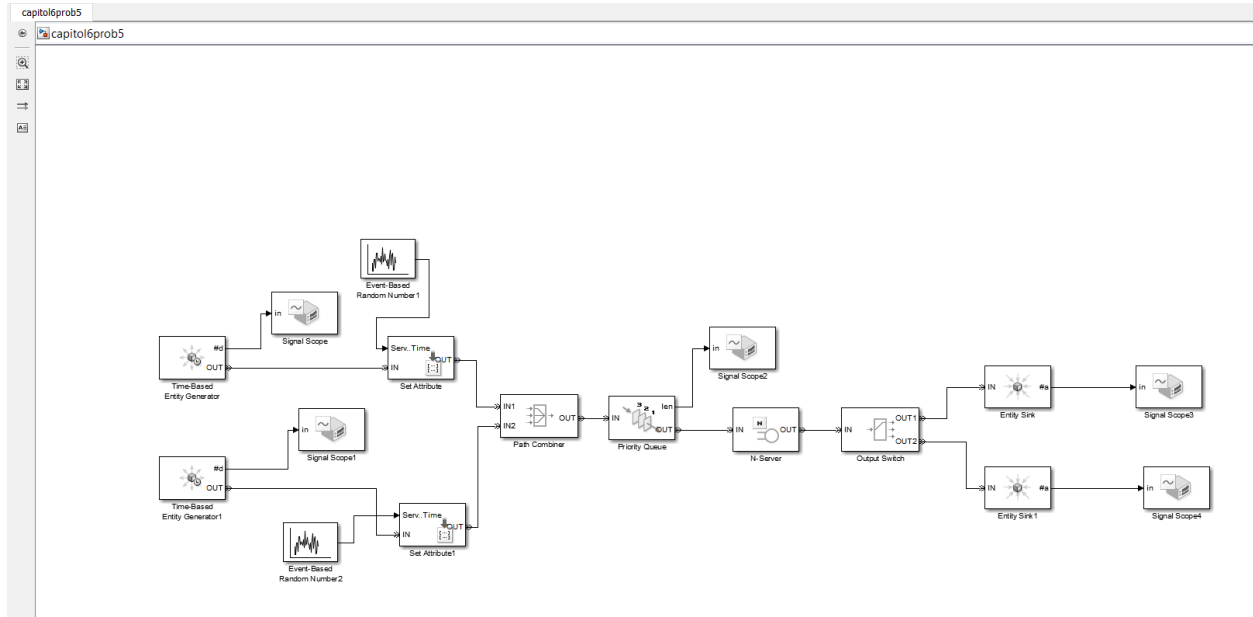 capitol6prob5
capitol6prob5
Event-Based
Random Number1
in
Signal Scope
#d
OUT
Time-Based
Entity Generator
Serv..Time
OUT
IN
Set Attribute
in
Signal Scope1
#d
OUT
Time-Based
Entity Generator1
Event-Based
Random Number2
Serv..Time
OUT
IN
Set Attribute1
IN1
OUT
IN2
Path Combiner
3 2 1
len
IN
OUT
Priority Queue
in
Signal Scope2
N
IN
OUT
N-Server
OUT1
IN
OUT2
Output Switch
IN
#a
Entity Sink
in
Signal Scope3
IN
#a
Entity Sink1
in
Signal Scope4